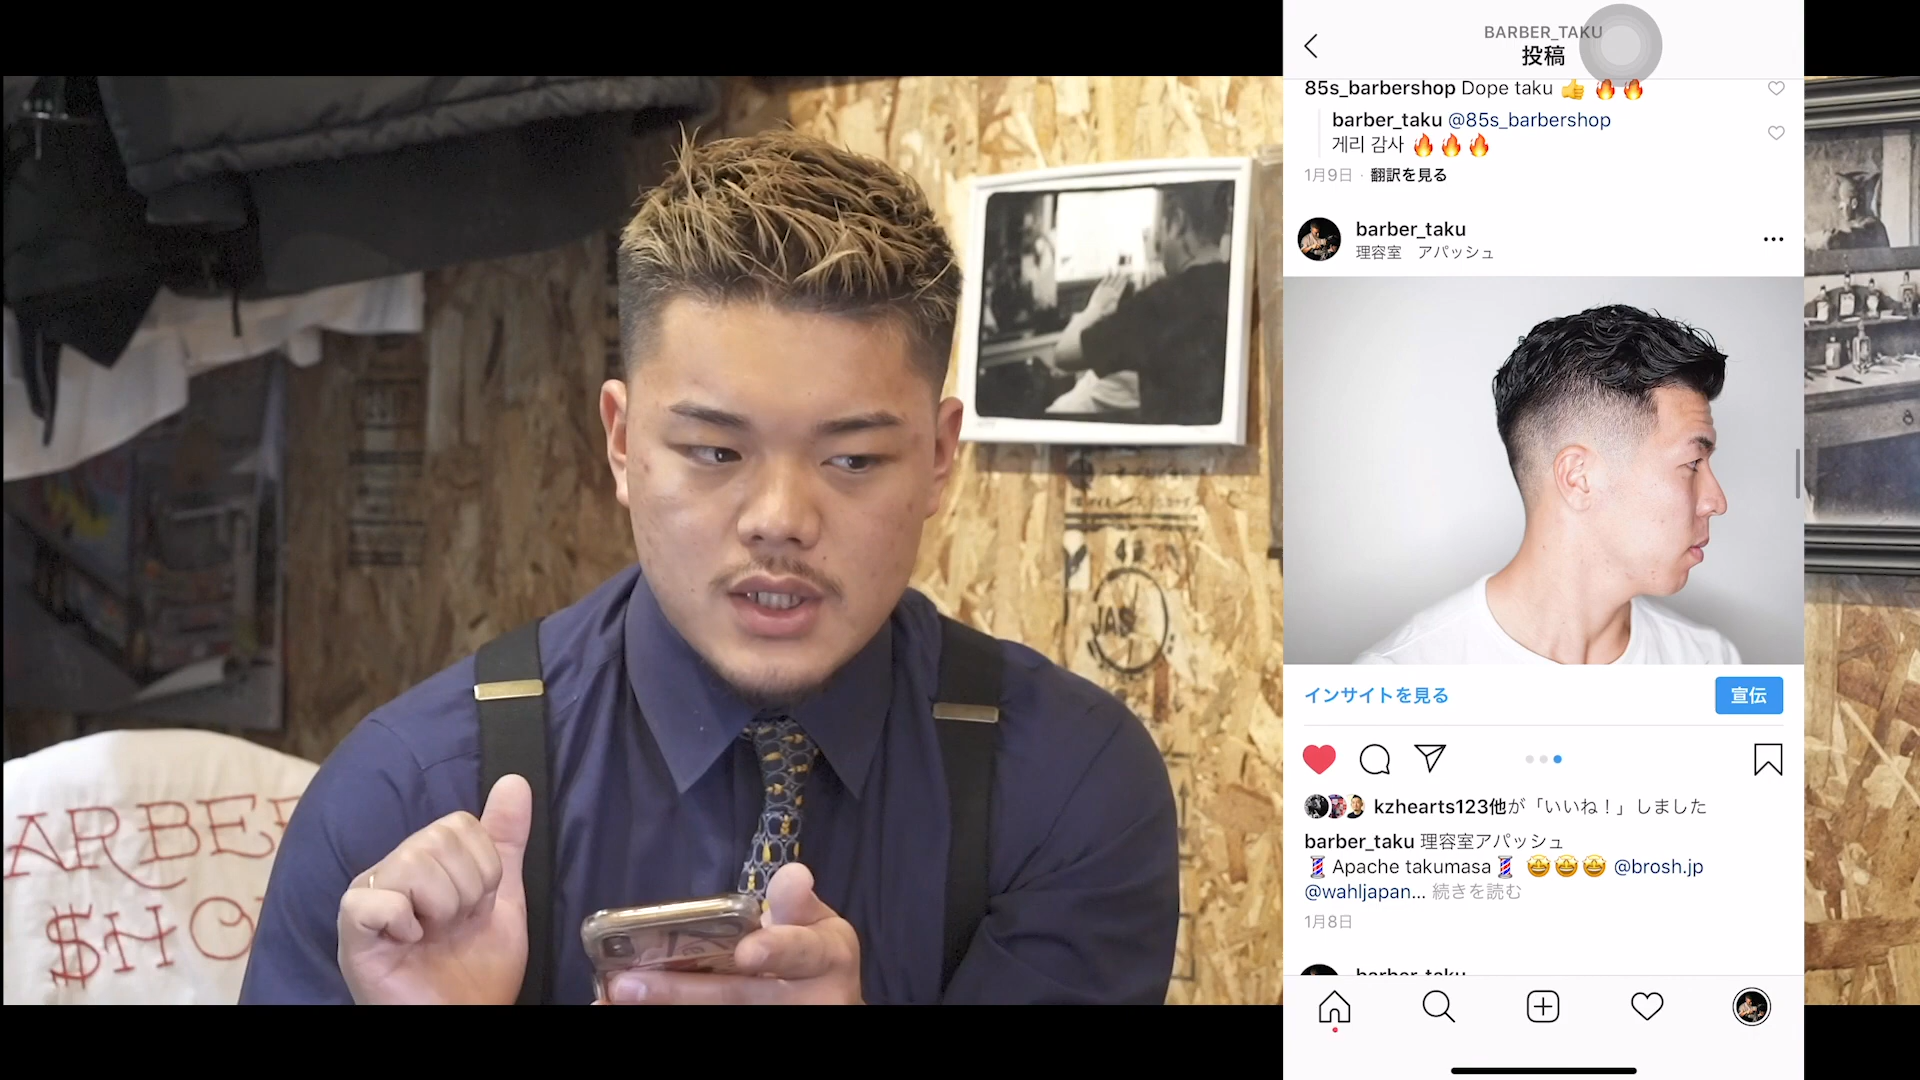 BARBER_TAKU
投稿
85s_barbershop Dope taku 👍 🔥🔥
barber_taku @85s_barbershop
게리 감사 🔥🔥🔥
1月9日 · 翻訳を見る
barber_taku
理容室　アパッシュ
インサイトを見る
宣伝
kzhearts123他が「いいね！」しました
barber_taku 理容室アパッシュ
💈Apache takumasa💈 🤩🤩🤩 @brosh.jp
@wahljapan... 続きを読む
1月8日
barber_taku
JAS
ARBER
$HO